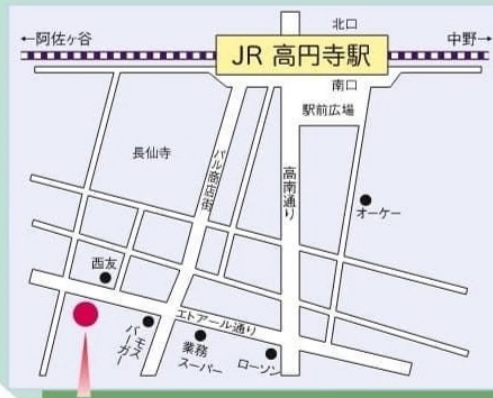 北口
←阿佐ヶ谷
中野→
JR 高円寺駅
南口
駅前広場
長仙寺
パル商店街
高南通り
オーケー
西友
エトアール通り
モスバーガー
業務スーパー
ローソン